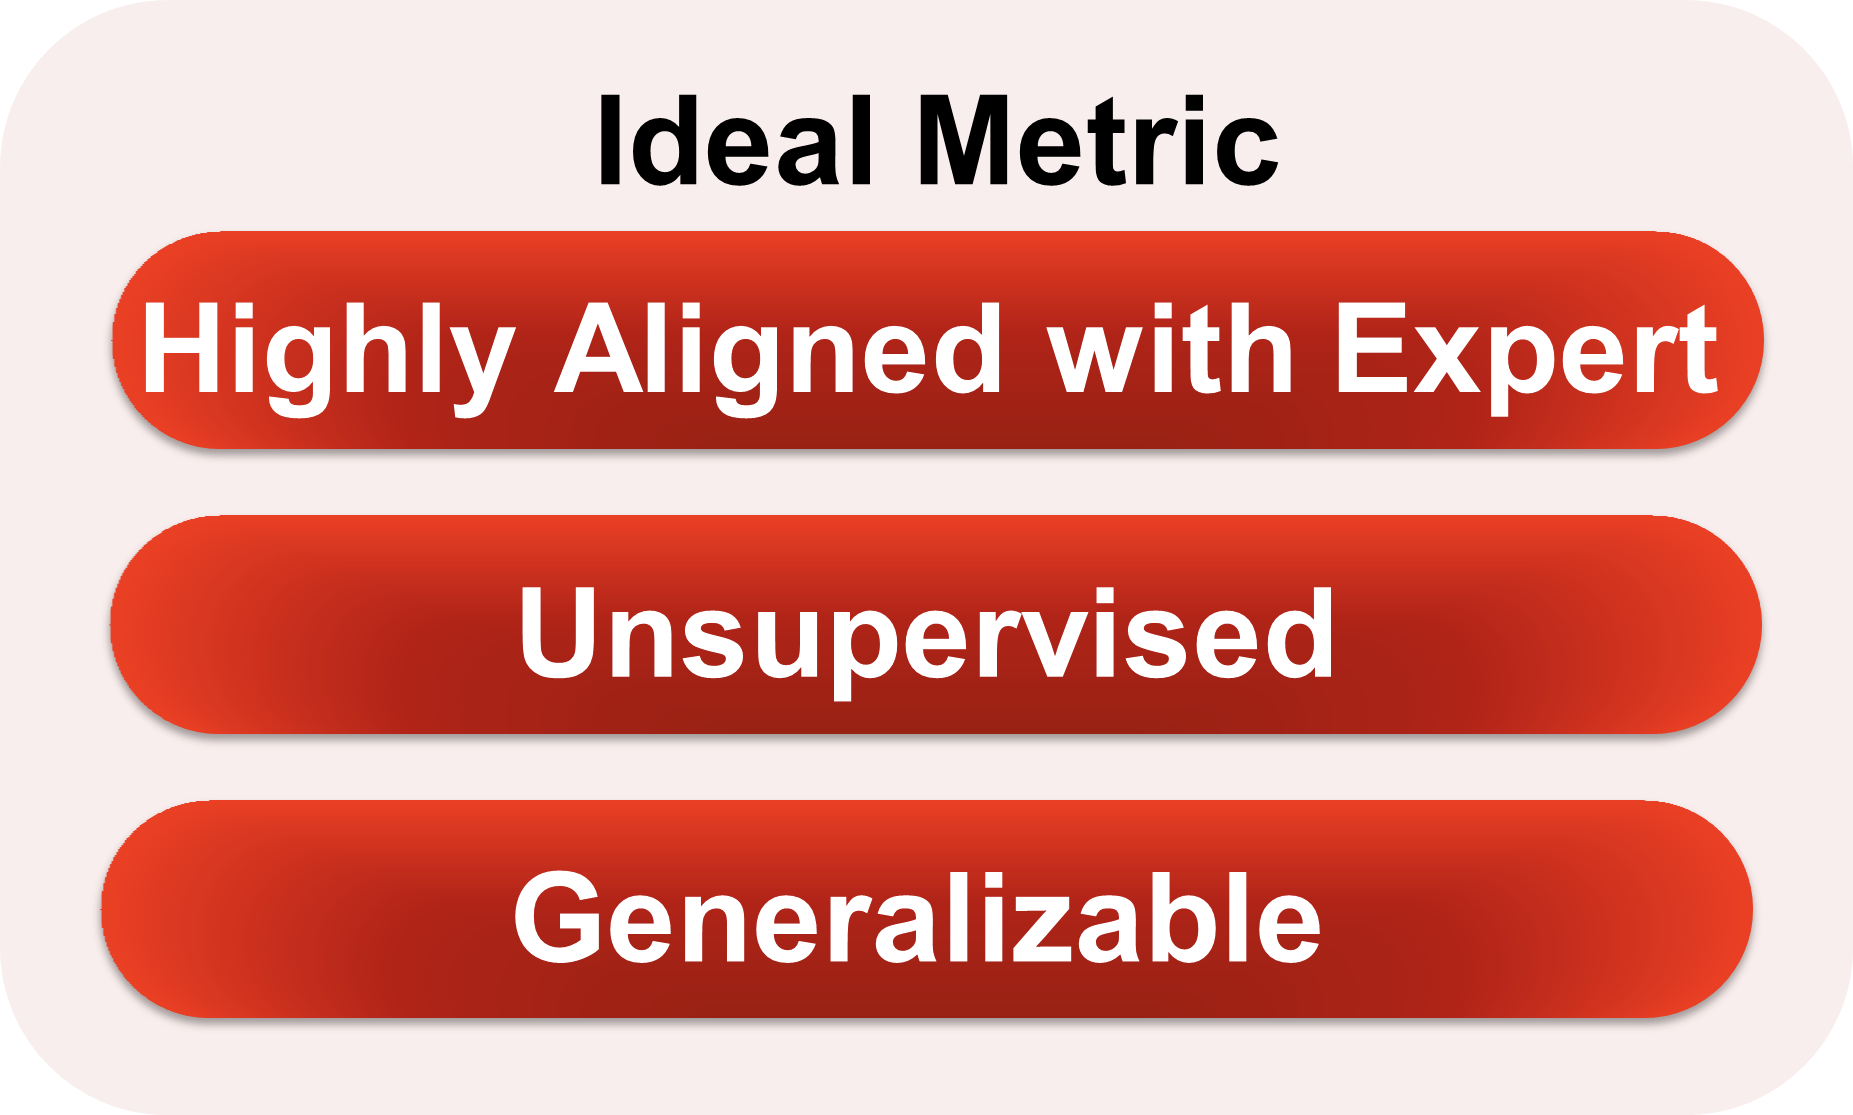 Ideal Metric
Highly Aligned with Expert
Unsupervised
Generalizable